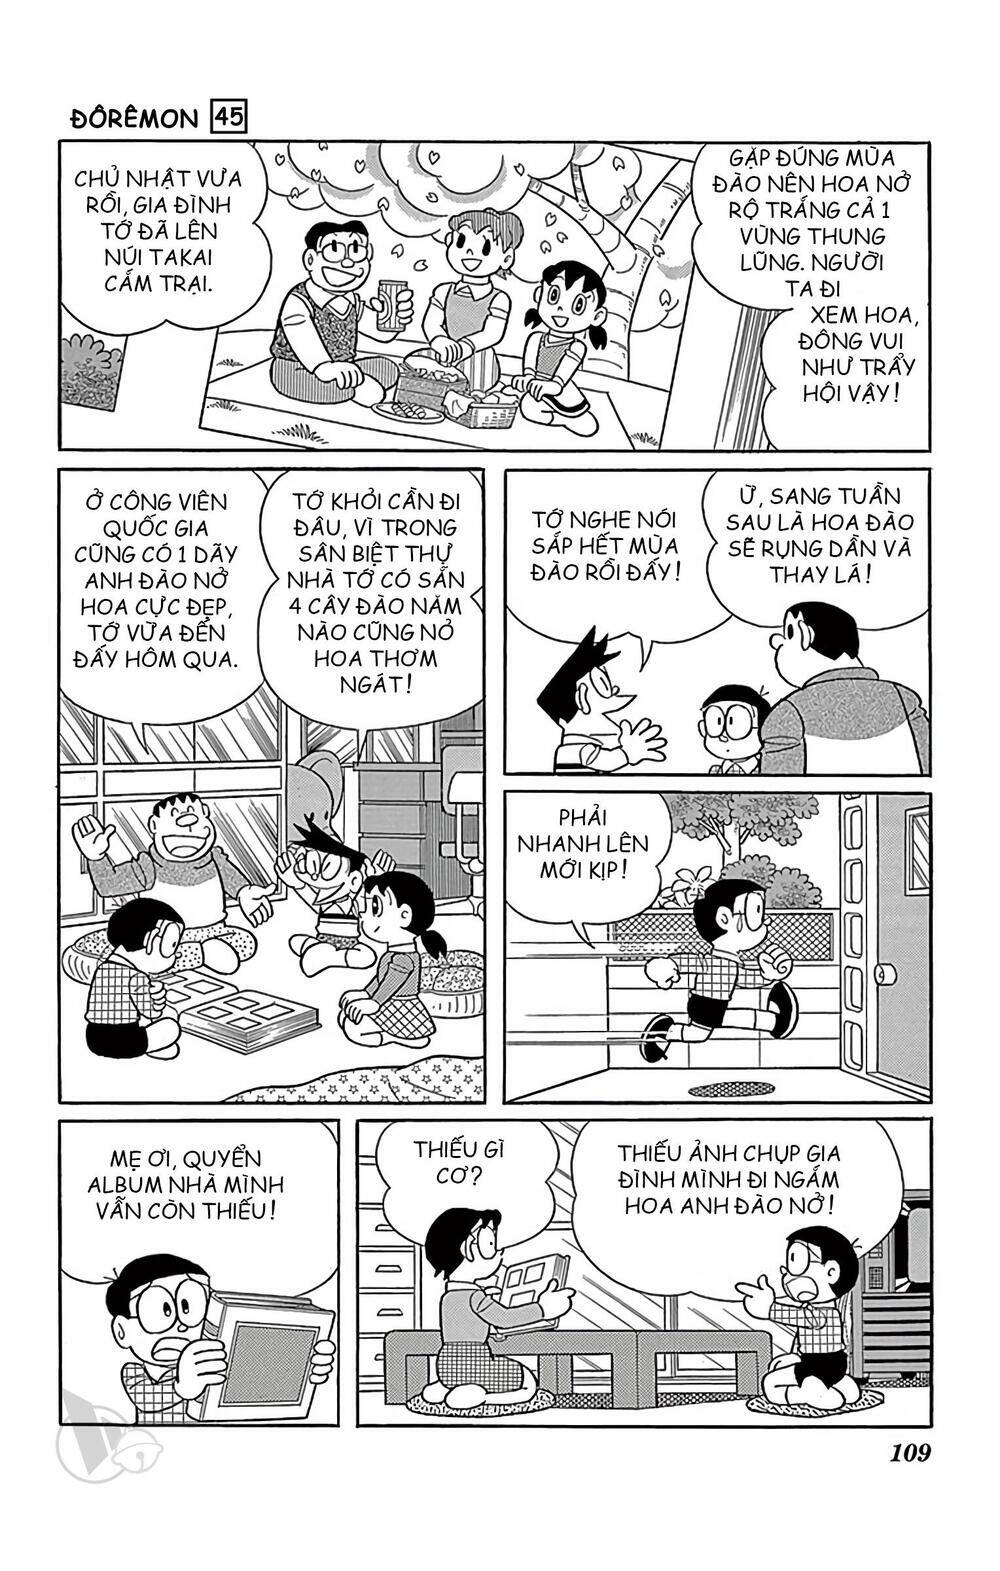 ĐÔRÊMON 45
CHỦ NHẬT VƯA
RỒI, GIA ĐÌNH
TỚ ĐÃ LÊN
NÚI TAKAI
CẮM TRẠI.
GẶP ĐÚNG MÙA
ĐÀO NÊN HOA NỞ
RỘ TRẮNG CẢ 1
VÙNG THUNG
LŨNG. NGƯỜI
TA ĐI
XEM HOA,
ĐÔNG VUI
NHƯ TRẨY
HỘI VẬY!
Ở CÔNG VIÊN
QUỐC GIA
CŨNG CÓ 1 DÃY
ANH ĐÀO NỞ
HOA CỰC ĐẸP,
TỚ VỪA ĐẾN
ĐẤY HÔM QUA.
TỚ KHỎI CẦN ĐI
ĐÂU, VÌ TRONG
SÂN BIỆT THỰ
NHÀ TỚ CÓ SẴN
4 CÂY ĐÀO NĂM
NÀO CŨNG NỎ
HOA THƠM
NGÁT!
TỚ NGHE NÓI
SẮP HẾT MÙA
ĐÀO RỒI ĐẤY!
Ừ, SANG TUẦN
SAU LÀ HOA ĐÀO
SẼ RỤNG DẦN VÀ
THAY LÁ!
PHẢI
NHANH LÊN
MỚI KỊP!
MẸ ƠI, QUYỂN
ALBUM NHÀ MÌNH
VẪN CÒN THIẾU!
THIẾU GÌ
CƠ?
THIẾU ẢNH CHỤP GIA
ĐÌNH MÌNH ĐI NGẮM
HOA ANH ĐÀO NỞ!
109